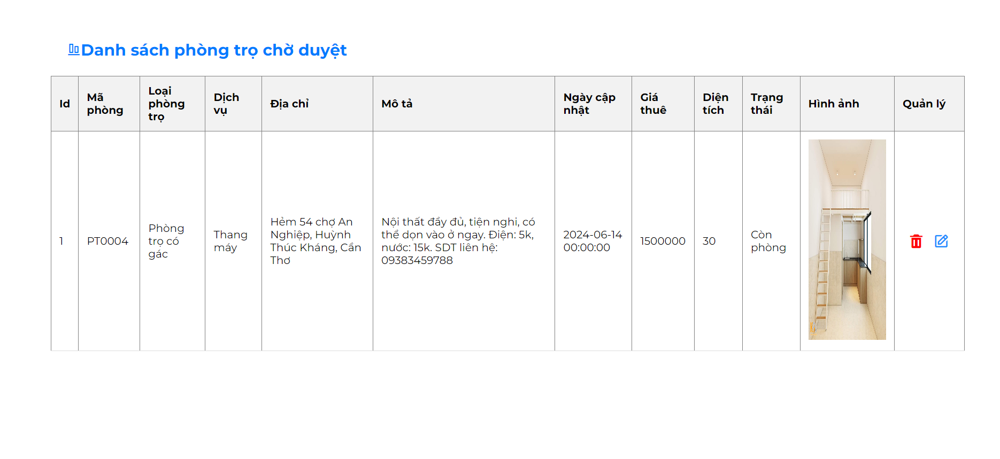 Danh sách phòng trọ chờ duyệt
Id
Mã
phòng
Loại
phòng
trọ
Dịch
vụ
Địa chỉ
Mô tả
Ngày cập
nhật
Giá
thuê
Diện
tích
Trạng
thái
Hình ảnh
Quản lý
1
PT0004
Phòng
trọ có
gác
Thang
máy
Hẻm 54 chợ An
Nghiệp, Huỳnh
Thúc Kháng, Cần
Thơ
Nội thất đầy đủ, tiện nghi, có
thể dọn vào ở ngay. Điện: 5k,
nước: 15k. SDT liên hệ:
09383459788
2024-06-14
00:00:00
1500000
30
Còn
phòng